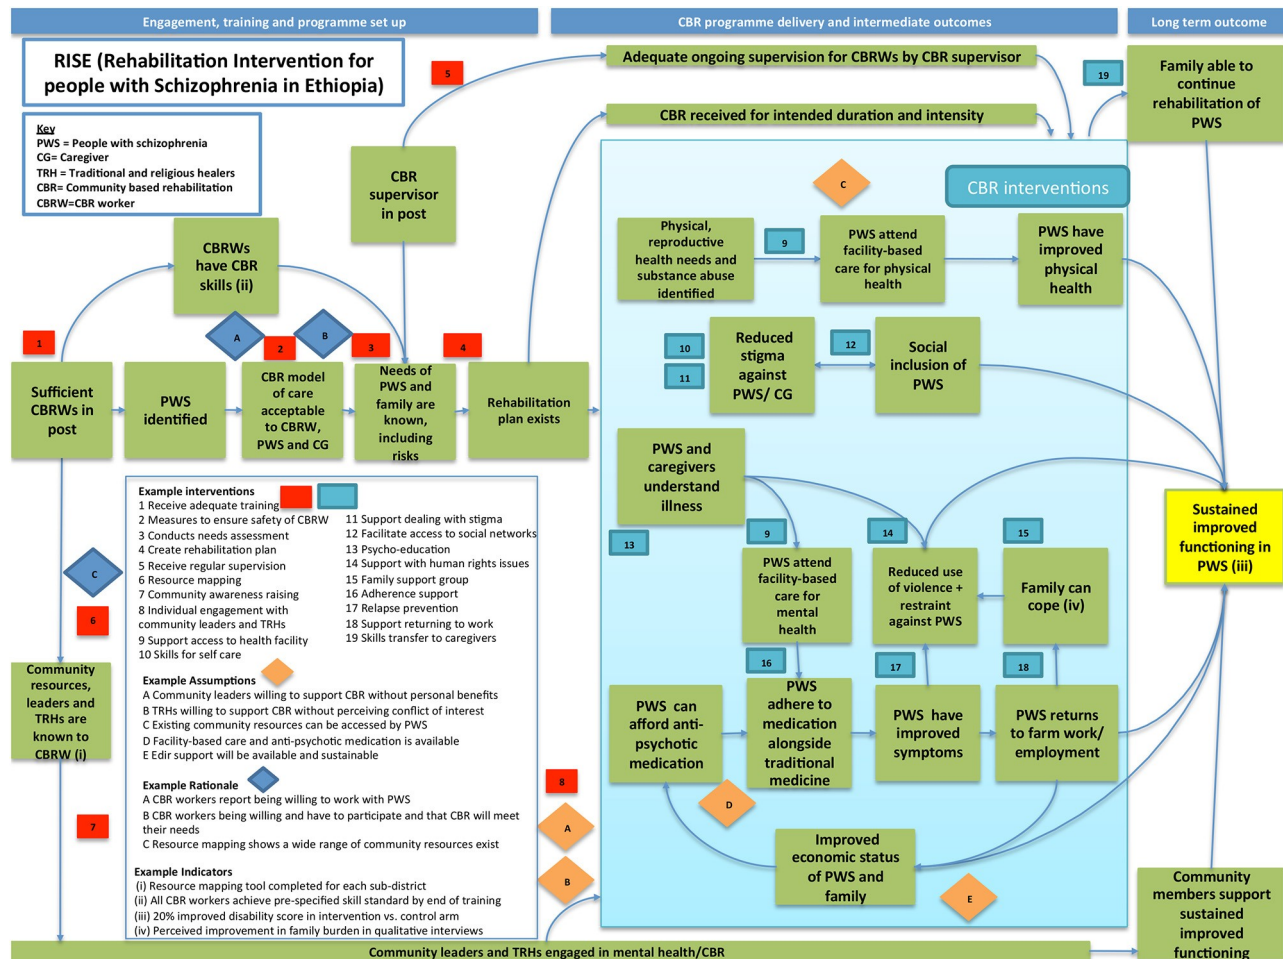 Engagement, training and programme set up
CBR programme delivery and intermediate outcomes
Long term outcome
RISE (Rehabilitation Intervention for
people with Schizophrenia in Ethiopia)
Key
PWS = People with schizophrenia
CG= Caregiver
TRH = Traditional and religious healers
CBR= Community based rehabilitation
CBRW=CBR worker
5
Adequate ongoing supervision for CBRWs by CBR supervisor
CBR received for intended duration and intensity
19
Family able to
continue
rehabilitation of
PWS
CBR
supervisor
in post
CBRWs
have CBR
skills (ii)
1
A
2
B
3
4
Sufficient
CBRWs in
post
PWS
identified
CBR model
of care
acceptable
to CBRW,
PWS and CG
Needs of
PWS and
family are
known,
including
risks
Rehabilitation
plan exists
C
CBR interventions
Physical,
reproductive
health needs and
substance abuse
identified
9
PWS attend
facility-based
care for physical
health
PWS have
improved
physical
health
10
11
Reduced
stigma
against
PWS/ CG
12
Social
inclusion of
PWS
PWS and
caregivers
understand
illness
13
9
14
15
PWS attend
facility-based
care for
mental
health
Reduced use
of violence +
restraint
against PWS
Family can
cope (iv)
16
17
18
PWS can
afford anti-
psychotic
medication
PWS
adhere to
medication
alongside
traditional
medicine
PWS have
improved
symptoms
PWS returns
to farm work/
employment
D
Improved
economic status
of PWS and
family
E
Sustained
improved
functioning in
PWS (iii)
C
6
Community
resources,
leaders and
TRHs are
known to
CBRW (i)
7
Example interventions
1 Receive adequate training
2 Measures to ensure safety of CBRW
3 Conducts needs assessment
4 Create rehabilitation plan
5 Receive regular supervision
6 Resource mapping
7 Community awareness raising
8 Individual engagement with
community leaders and TRHs
9 Support access to health facility
10 Skills for self care
11 Support dealing with stigma
12 Facilitate access to social networks
13 Psycho-education
14 Support with human rights issues
15 Family support group
16 Adherence support
17 Relapse prevention
18 Support returning to work
19 Skills transfer to caregivers
Example Assumptions
A Community leaders willing to support CBR without personal benefits
B TRHs willing to support CBR without perceiving conflict of interest
C Existing community resources can be accessed by PWS
D Facility-based care and anti-psychotic medication is available
E Edir support will be available and sustainable
Example Rationale
A CBR workers report being willing to work with PWS
B CBR workers being willing and have to participate and that CBR will meet
their needs
C Resource mapping shows a wide range of community resources exist
Example Indicators
(i) Resource mapping tool completed for each sub-district
(ii) All CBR workers achieve pre-specified skill standard by end of training
(iii) 20% improved disability score in intervention vs. control arm
(iv) Perceived improvement in family burden in qualitative interviews
8
A
B
Community leaders and TRHs engaged in mental health/CBR
Community
members support
sustained
improved
functioning